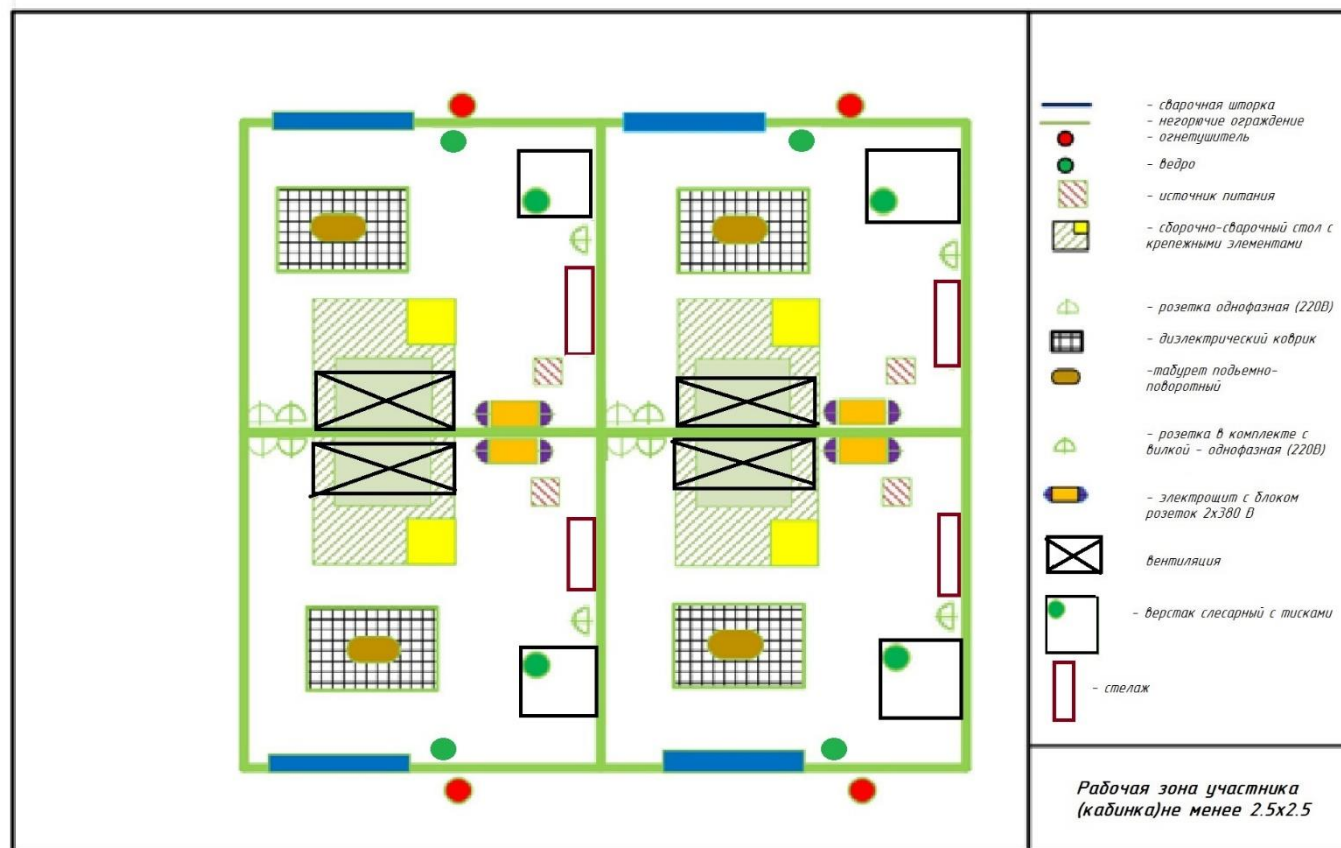 - сварочная шторка
- негорючие ограждение
- огнетушитель
- ведро
- источник питания
- сборочно-сварочный стол с
крепежными элементами
- розетка однофазная (220В)
- диэлектрический коврик
-табурет подьемно-
поворотный
- розетка в комплекте с
вилкой - однофазная (220В)
- электрощит с блоком
розеток 2х380 В
вентиляция
- верстак слесарный с тисками
- стелаж
Рабочая зона участника
(кабинка)не менее 2.5х2.5